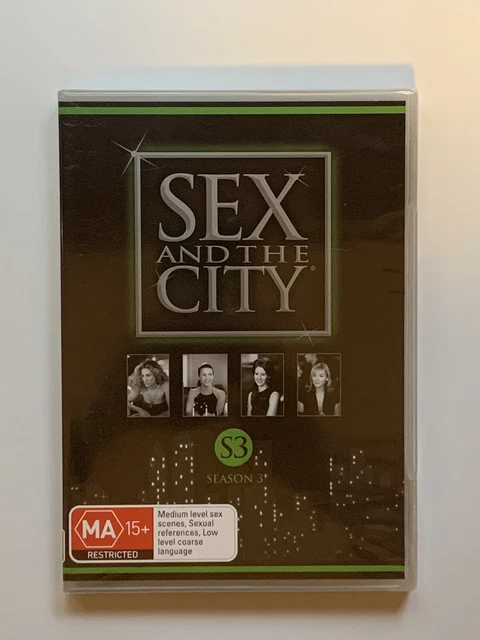 SEX
AND THE
CITY®
S3
SEASON 3
MA 15+
RESTRICTED
Medium level sex
scenes, Sexual
references, Low
level coarse
language